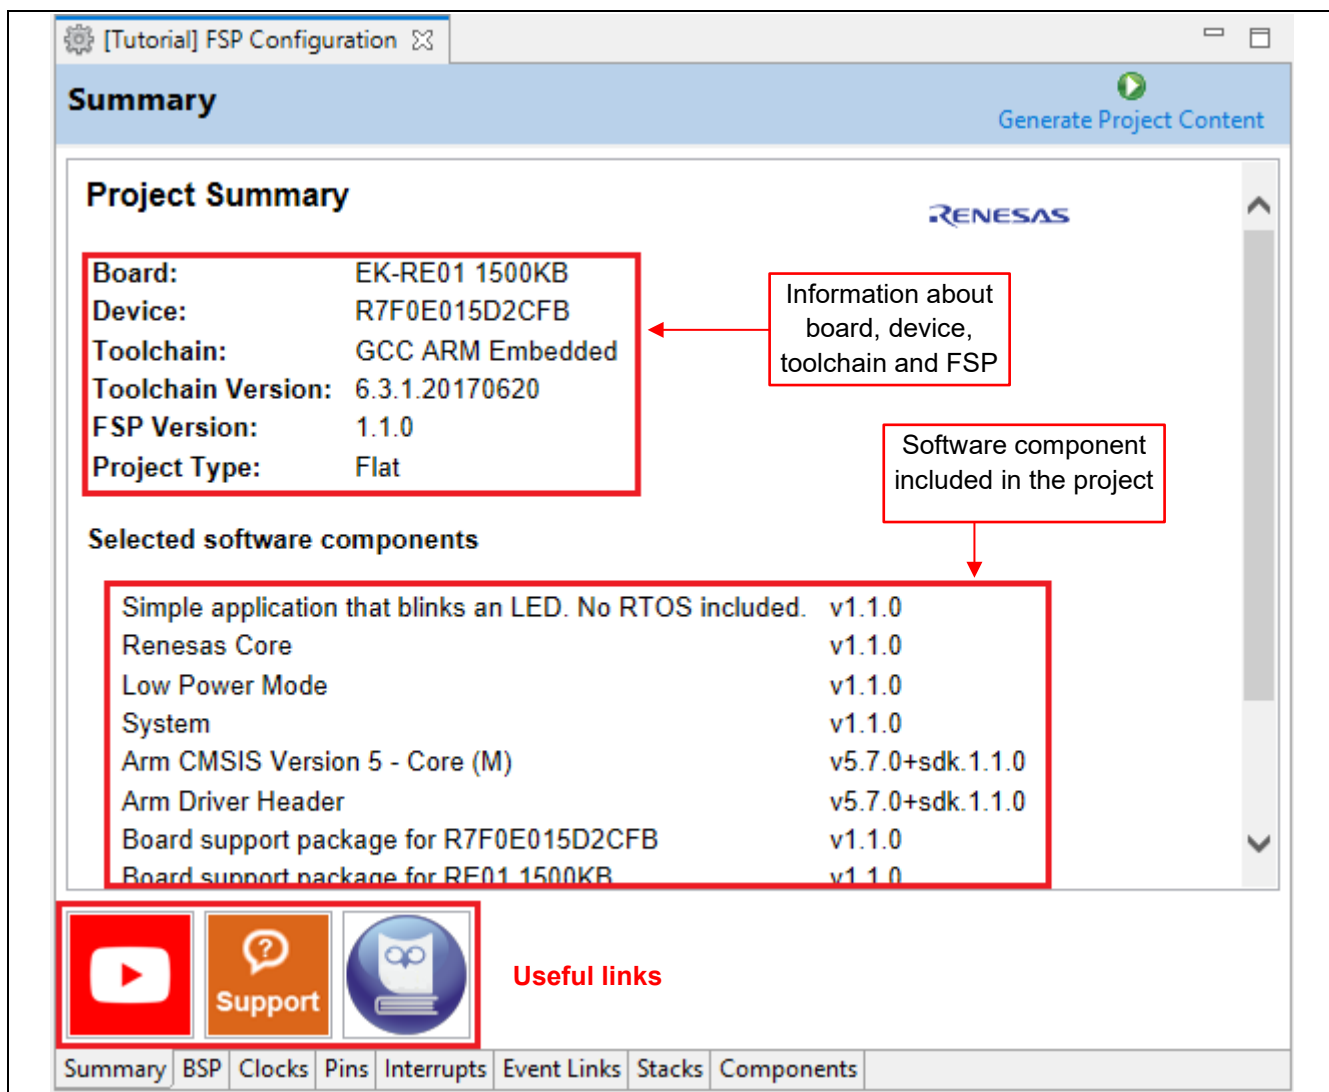 [Tutorial] FSP Configuration
Summary
Generate Project Content
Project Summary
RENESAS
Board: EK-RE01 1500KB
Device: R7F0E015D2CFB
Toolchain: GCC ARM Embedded
Toolchain Version: 6.3.1.20170620
FSP Version: 1.1.0
Project Type: Flat
Information about
board, device,
toolchain and FSP
Software component
included in the project
Selected software components
Simple application that blinks an LED. No RTOS included. v1.1.0
Renesas Core v1.1.0
Low Power Mode v1.1.0
System v1.1.0
Arm CMSIS Version 5 - Core (M) v5.7.0+sdk.1.1.0
Arm Driver Header v5.7.0+sdk.1.1.0
Board support package for R7F0E015D2CFB v1.1.0
Board support package for RE01 1500KB v1.1.0
?
Support
Useful links
Summary BSP Clocks Pins Interrupts Event Links Stacks Components